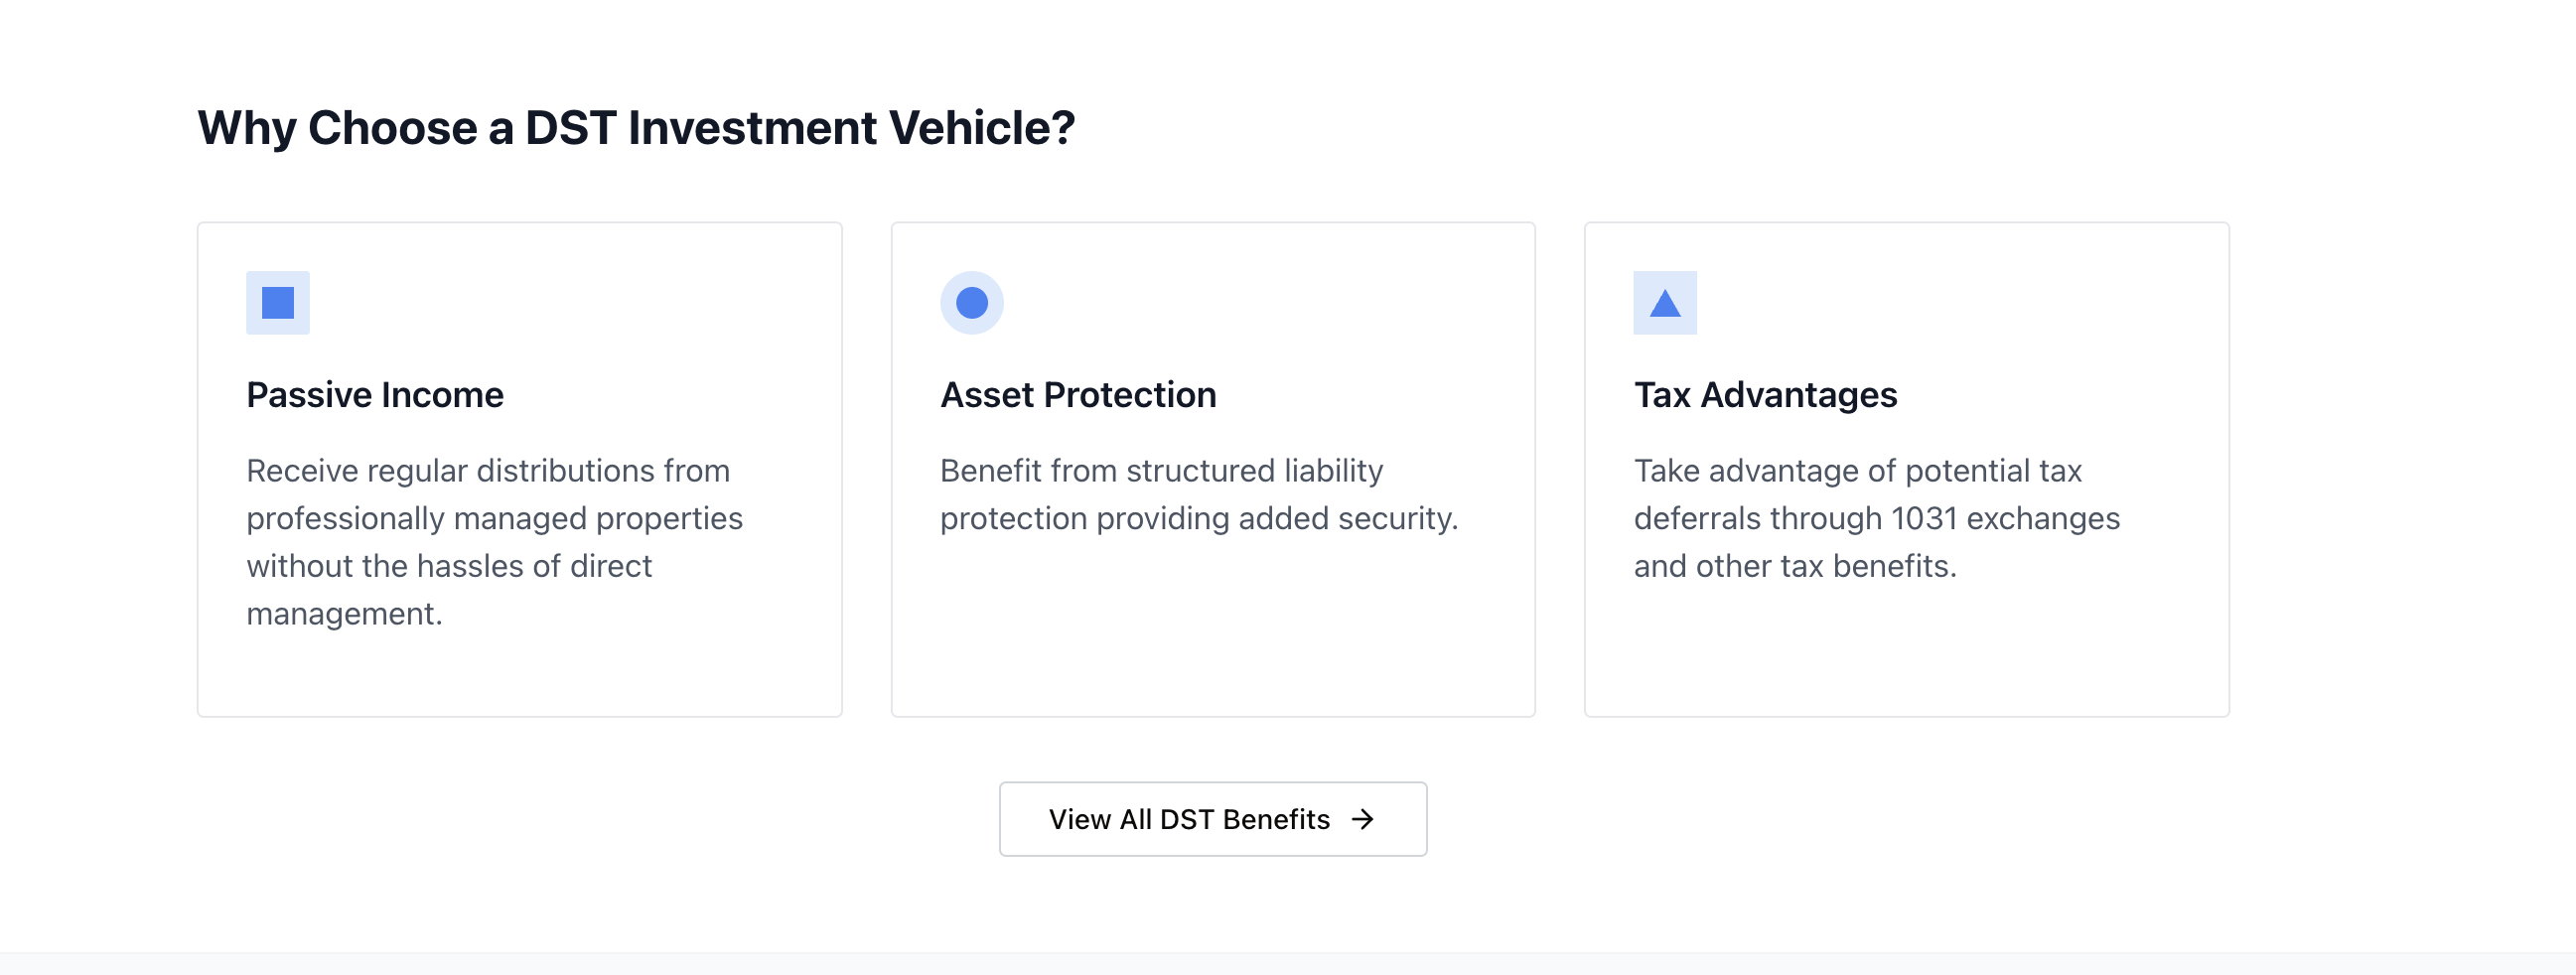 Why Choose a DST Investment Vehicle?
Passive Income
Receive regular distributions from
professionally managed properties
without the hassles of direct
management.
Asset Protection
Benefit from structured liability
protection providing added security.
Tax Advantages
Take advantage of potential tax
deferrals through 1031 exchanges
and other tax benefits.
View All DST Benefits →